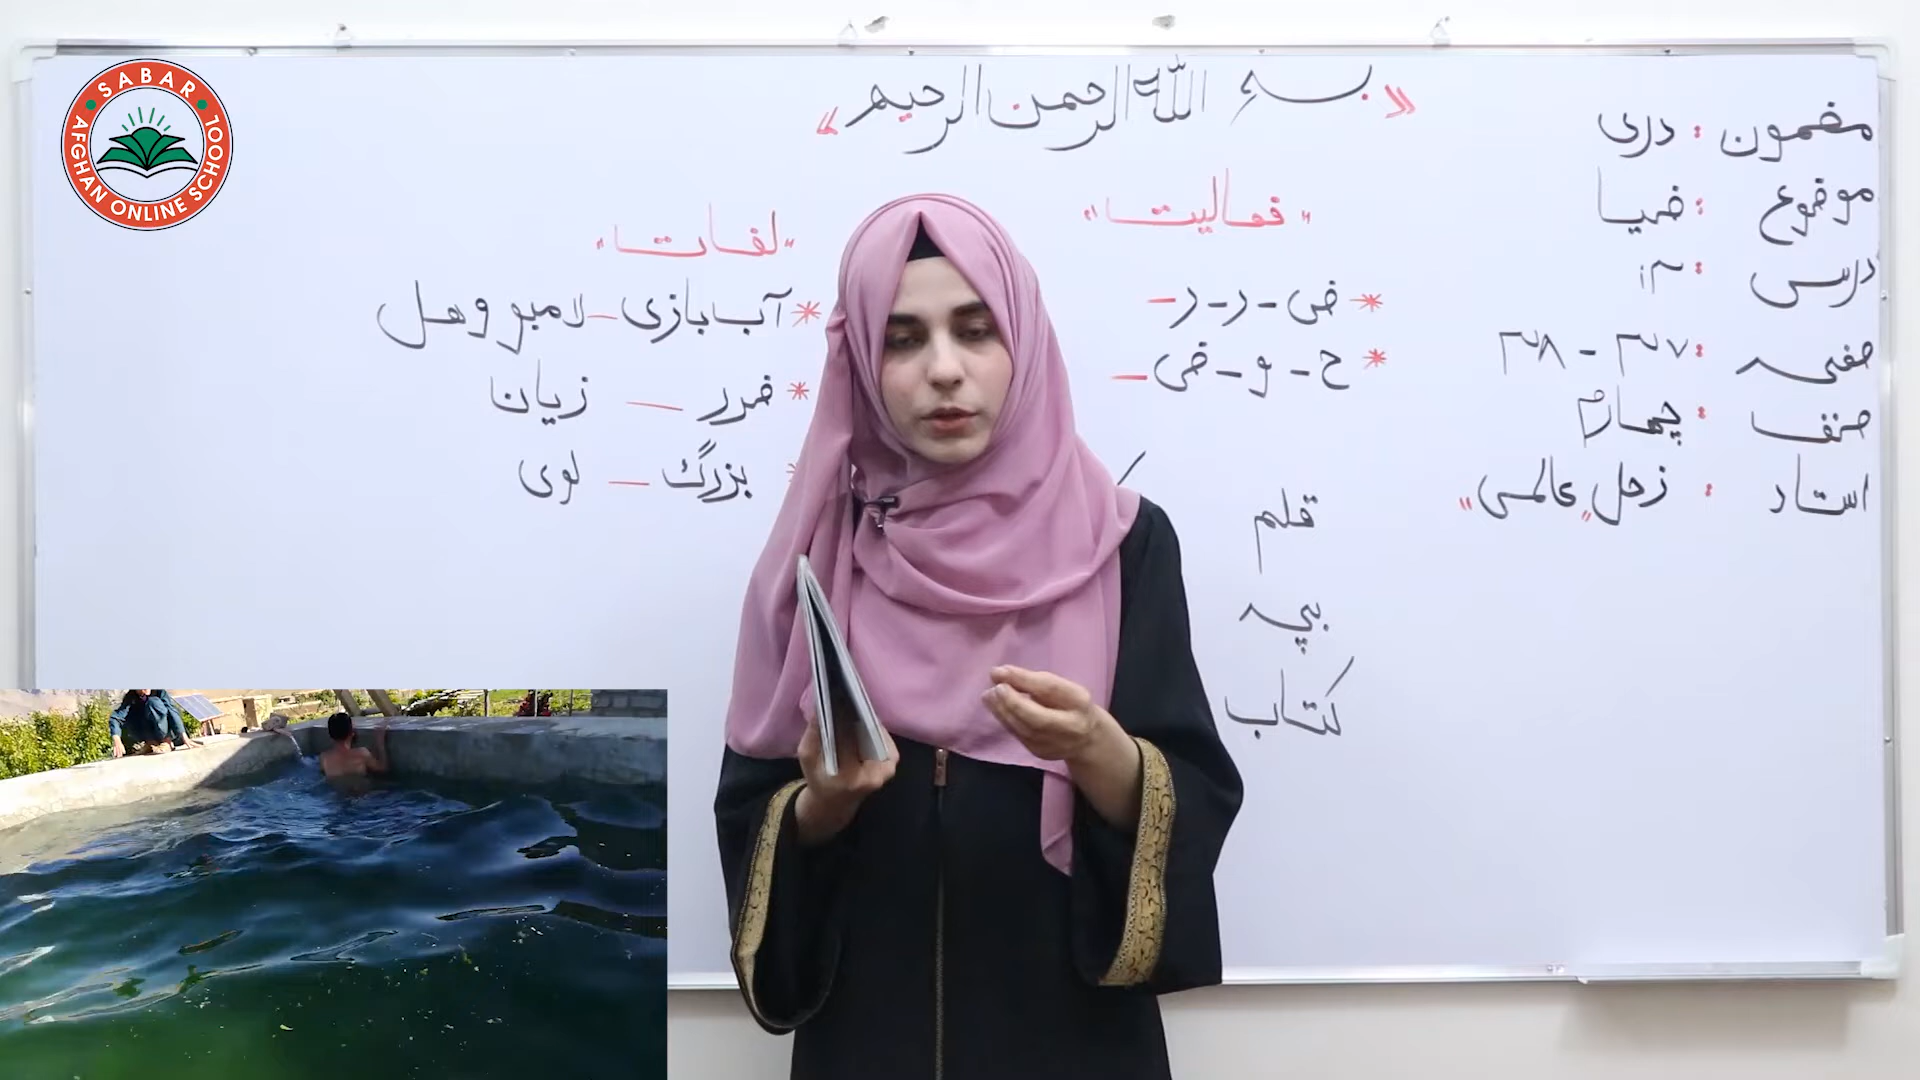 SABAR
AFGHAN ONLINE SCHOOL
« بسم الله الرحمن الرحیم »
مضمون : دری
موضوع : ضیا
درس : ۱۳
صفحه : ۳۷ - ۳۸
صنف : چهارم
استاد : زحل "عالمی"
"فعالیت"
* ض - ر - ر -
* ح - و - ض -
قلم
بچه
کتاب
"لغات"
* آب بازی - لامبو وهل
* ضرر - زیان
* بزرگ - لوی